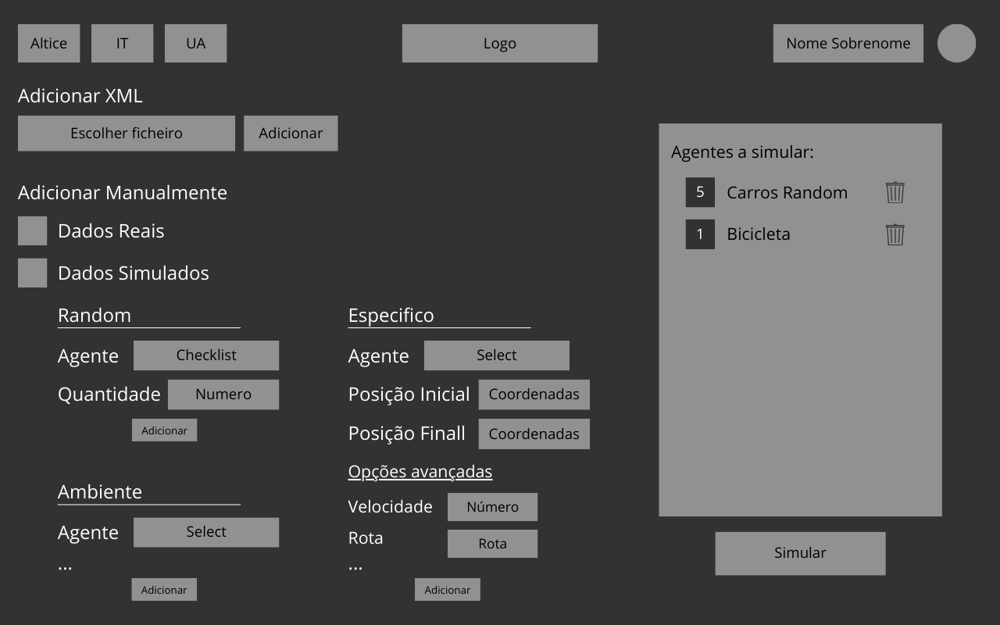 Altice
IT
UA
Logo
Nome Sobrenome
Adicionar XML
Escolher ficheiro
Adicionar
Adicionar Manualmente
Dados Reais
Dados Simulados
Random
Agente
Checklist
Quantidade
Numero
Adicionar
Ambiente
Agente
Select
...
Adicionar
Especifico
Agente
Select
Posição Inicial
Coordenadas
Posição Finall
Coordenadas
Opções avançadas
Velocidade
Número
Rota
Rota
...
Adicionar
Agentes a simular:
5 Carros Random
1 Bicicleta
Simular